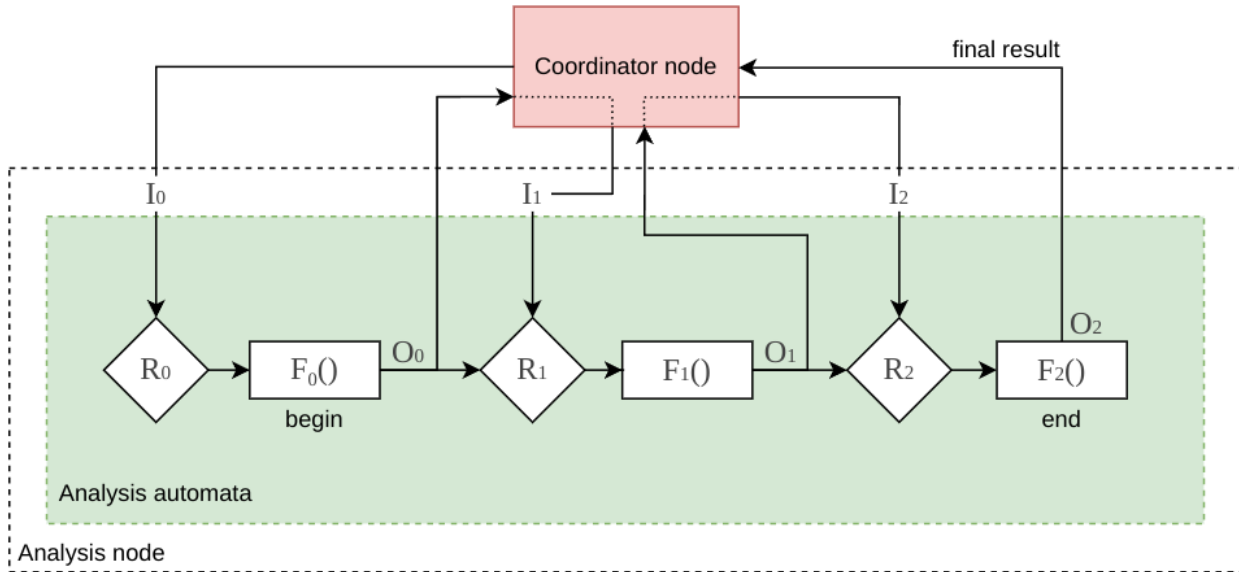 Coordinator node
final result
I0
I1
I2
R0
F0()
O0
R1
F1()
O1
R2
F2()
O2
begin
end
Analysis automata
Analysis node